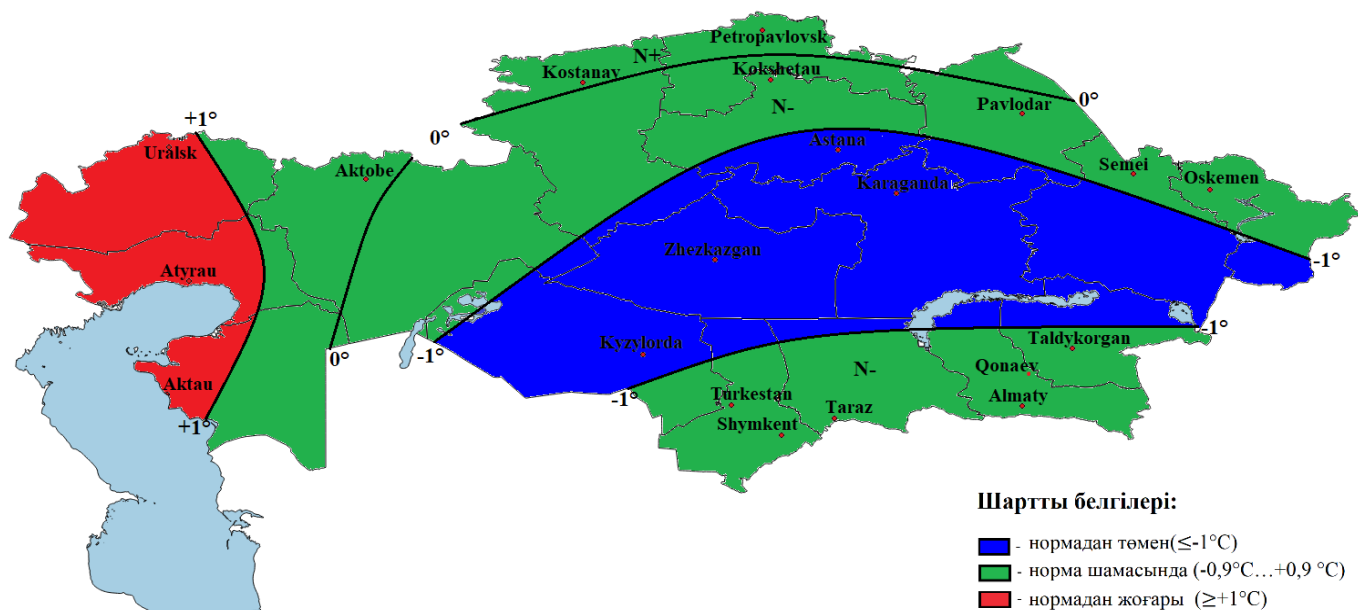 Petropavlovsk
N+
Kostanay
Kokshetau
0°
Pavlodar
0°
N-
+1°
Uralsk
Aktobe
Astana
Semei
Oskemen
Karaganda
Zhezkazgan
-1°
Atyrau
Kyzylorda
-1°
Taldykorgan
0°
-1°
N-
Qonaev
Aktau
-1°
Turkestan
Almaty
+1°
Shymkent
Taraz
Шартты белгілері:
- нормадан төмен(≤-1°C)
- норма шамасында (-0,9°C…+0,9 °C)
- нормадан жоғары (≥+1°C)